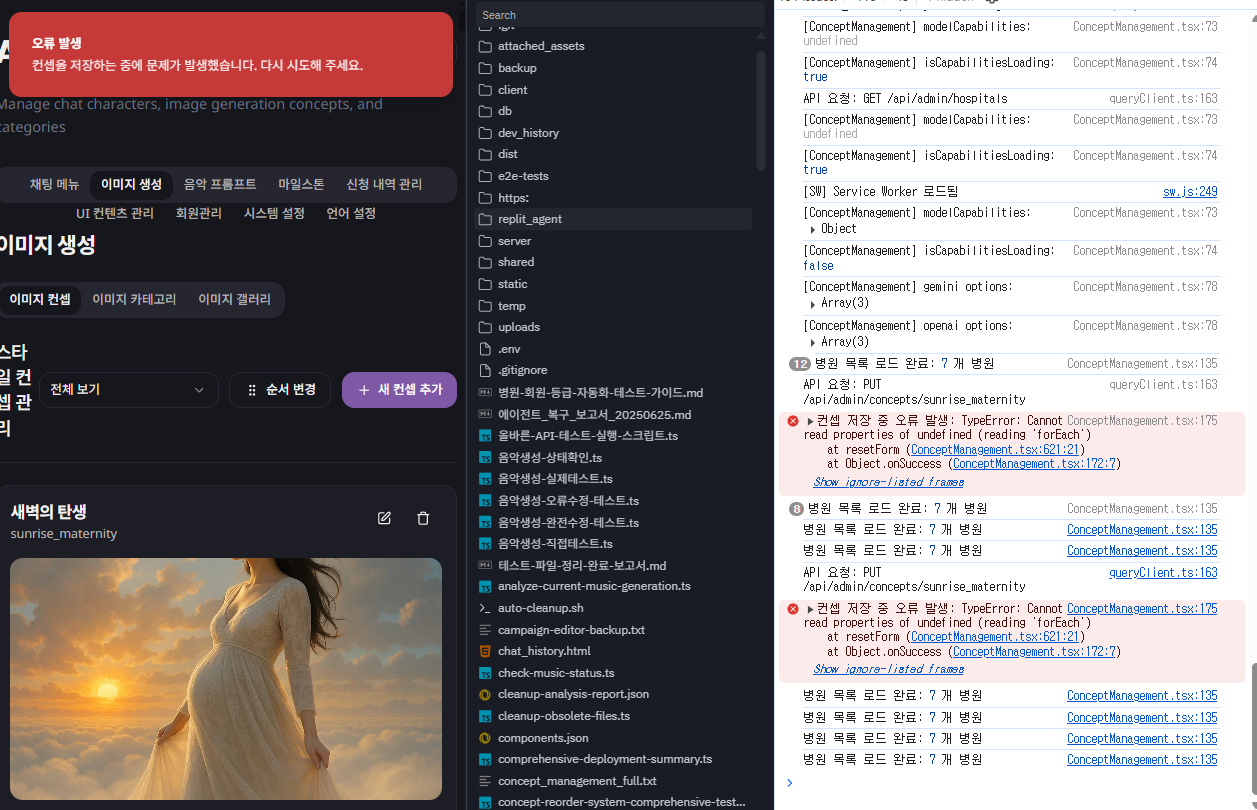 오류 발생
컨셉을 저장하는 중에 문제가 발생했습니다. 다시 시도해 주세요.
Manage chat characters, image generation concepts, and
categories
채팅 메뉴
이미지 생성
음악 프롬프트
마일스톤
신청 내역 관리
UI 컨텐츠 관리
회원관리
시스템 설정
언어 설정
이미지 생성
이미지 컨셉
이미지 카테고리
이미지 갤러리
스타
일 컨
셉 관
리
전체 보기
순서 변경
+ 새 컨셉 추가
새벽의 탄생
sunrise_maternity
Search
attached_assets
backup
client
db
dev_history
dist
e2e-tests
https:
replit_agent
server
shared
static
temp
uploads
.env
.gitignore
병원-회원-등급-자동화-테스트-가이드.md
에이전트_복구_보고서_20250625.md
올바른-API-테스트-실행-스크립트.ts
음악생성-상태확인.ts
음악생성-실제테스트.ts
음악생성-오류수정-테스트.ts
음악생성-완전수정-테스트.ts
음악생성-직접테스트.ts
테스트-파일-정리-완료-보고서.md
analyze-current-music-generation.ts
auto-cleanup.sh
campaign-editor-backup.txt
chat_history.html
check-music-status.ts
cleanup-analysis-report.json
cleanup-obsolete-files.ts
components.json
comprehensive-deployment-summary.ts
concept_management_full.txt
concept-reorder-system-comprehensive-test...
[ConceptManagement] modelCapabilities: ConceptManagement.tsx:73
undefined
[ConceptManagement] isCapabilitiesLoading: ConceptManagement.tsx:74
true
API 요청: GET /api/admin/hospitals queryClient.ts:163
[ConceptManagement] modelCapabilities: ConceptManagement.tsx:73
undefined
[ConceptManagement] isCapabilitiesLoading: ConceptManagement.tsx:74
true
[SW] Service Worker 로드됨 sw.js:249
[ConceptManagement] modelCapabilities: ConceptManagement.tsx:73
Object
[ConceptManagement] isCapabilitiesLoading: ConceptManagement.tsx:74
false
[ConceptManagement] gemini options: ConceptManagement.tsx:78
Array(3)
[ConceptManagement] openai options: ConceptManagement.tsx:78
Array(3)
12 병원 목록 로드 완료: 7 개 병원 ConceptManagement.tsx:135
API 요청: PUT queryClient.ts:163
/api/admin/concepts/sunrise_maternity
컨셉 저장 중 오류 발생: TypeError: Cannot ConceptManagement.tsx:175
read properties of undefined (reading 'forEach')
at resetForm (ConceptManagement.tsx:621:21)
at Object.onSuccess (ConceptManagement.tsx:172:7)
Show ignore-listed frames
8 병원 목록 로드 완료: 7 개 병원 ConceptManagement.tsx:135
병원 목록 로드 완료: 7 개 병원 ConceptManagement.tsx:135
병원 목록 로드 완료: 7 개 병원 ConceptManagement.tsx:135
API 요청: PUT queryClient.ts:163
/api/admin/concepts/sunrise_maternity
컨셉 저장 중 오류 발생: TypeError: Cannot ConceptManagement.tsx:175
read properties of undefined (reading 'forEach')
at resetForm (ConceptManagement.tsx:621:21)
at Object.onSuccess (ConceptManagement.tsx:172:7)
Show ignore-listed frames
병원 목록 로드 완료: 7 개 병원 ConceptManagement.tsx:135
병원 목록 로드 완료: 7 개 병원 ConceptManagement.tsx:135
병원 목록 로드 완료: 7 개 병원 ConceptManagement.tsx:135
병원 목록 로드 완료: 7 개 병원 ConceptManagement.tsx:135